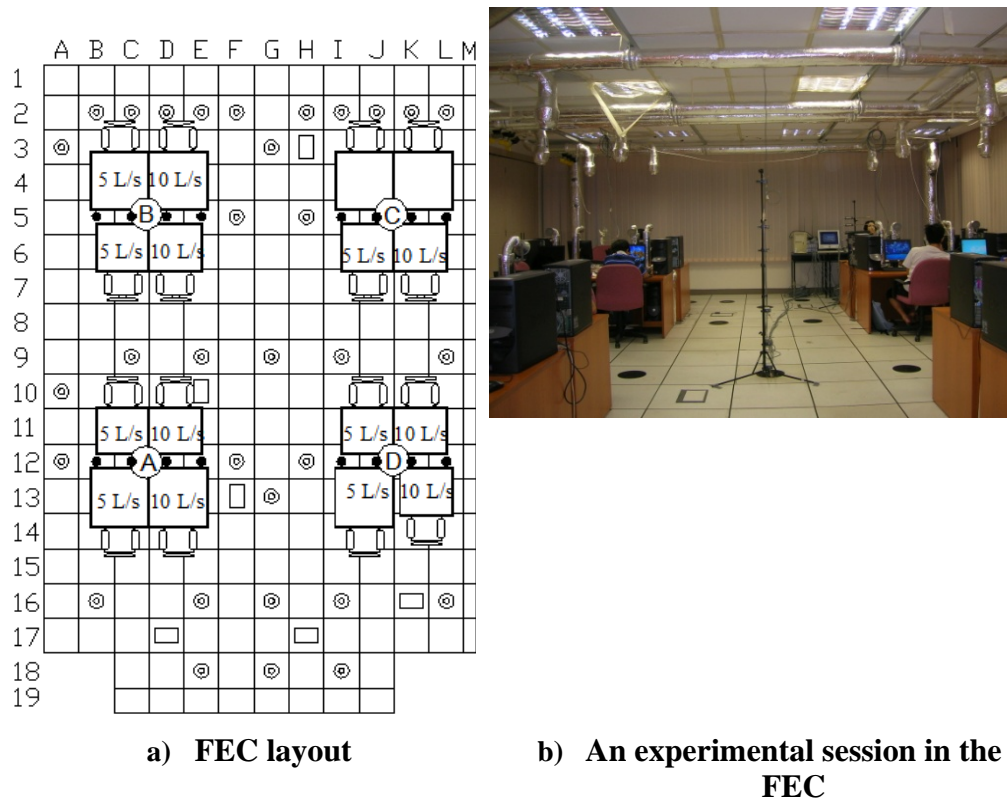 A B C D E F G H I J K L M
1
2
3
4
5 L/s 10 L/s
5
B
C
6
5 L/s 10 L/s
5 L/s 10 L/s
7
8
9
10
11
5 L/s 10 L/s
5 L/s 10 L/s
12
A
D
13
5 L/s 10 L/s
5 L/s 10 L/s
14
15
16
17
18
19
a) FEC layout
b) An experimental session in the
FEC